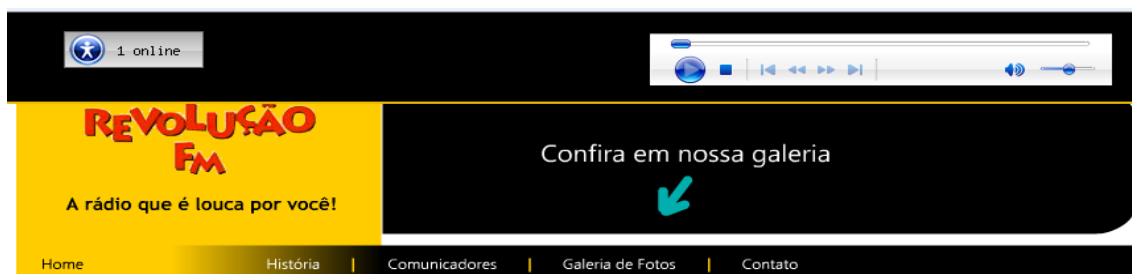 1 online
REVOLUÇÃO
FM
A rádio que é louca por você!
Confira em nossa galeria
Home História | Comunicadores | Galeria de Fotos | Contato